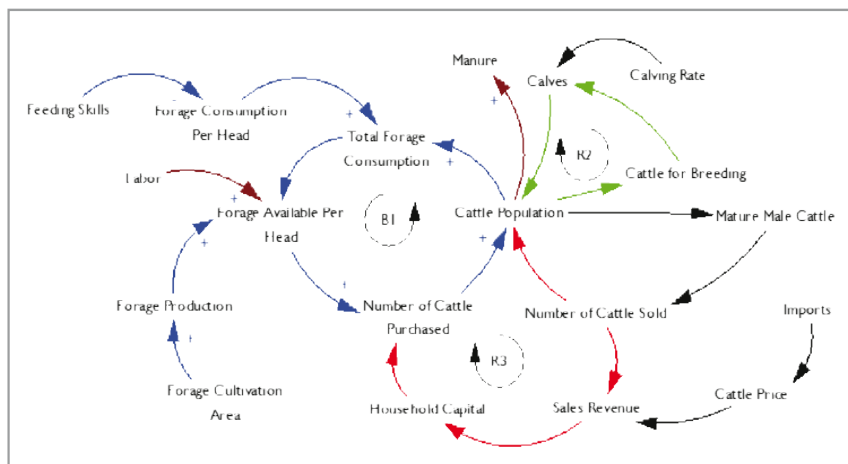 Manure
Calves
Calving Rate
Feeding Skills
Forage Consumption
Per Head
+
+
Total Forage
Consumption
+
R2
Labor
+
Forage Available Per
Head
B1
Cattle Population
Cattle for Breeding
Mature Male Cattle
+
+
Forage Production
+
Number of Cattle
Purchased
Number of Cattle Sold
Imports
+
R3
Forage Cultivation
Area
Household Capital
Sales Revenue
Cattle Price